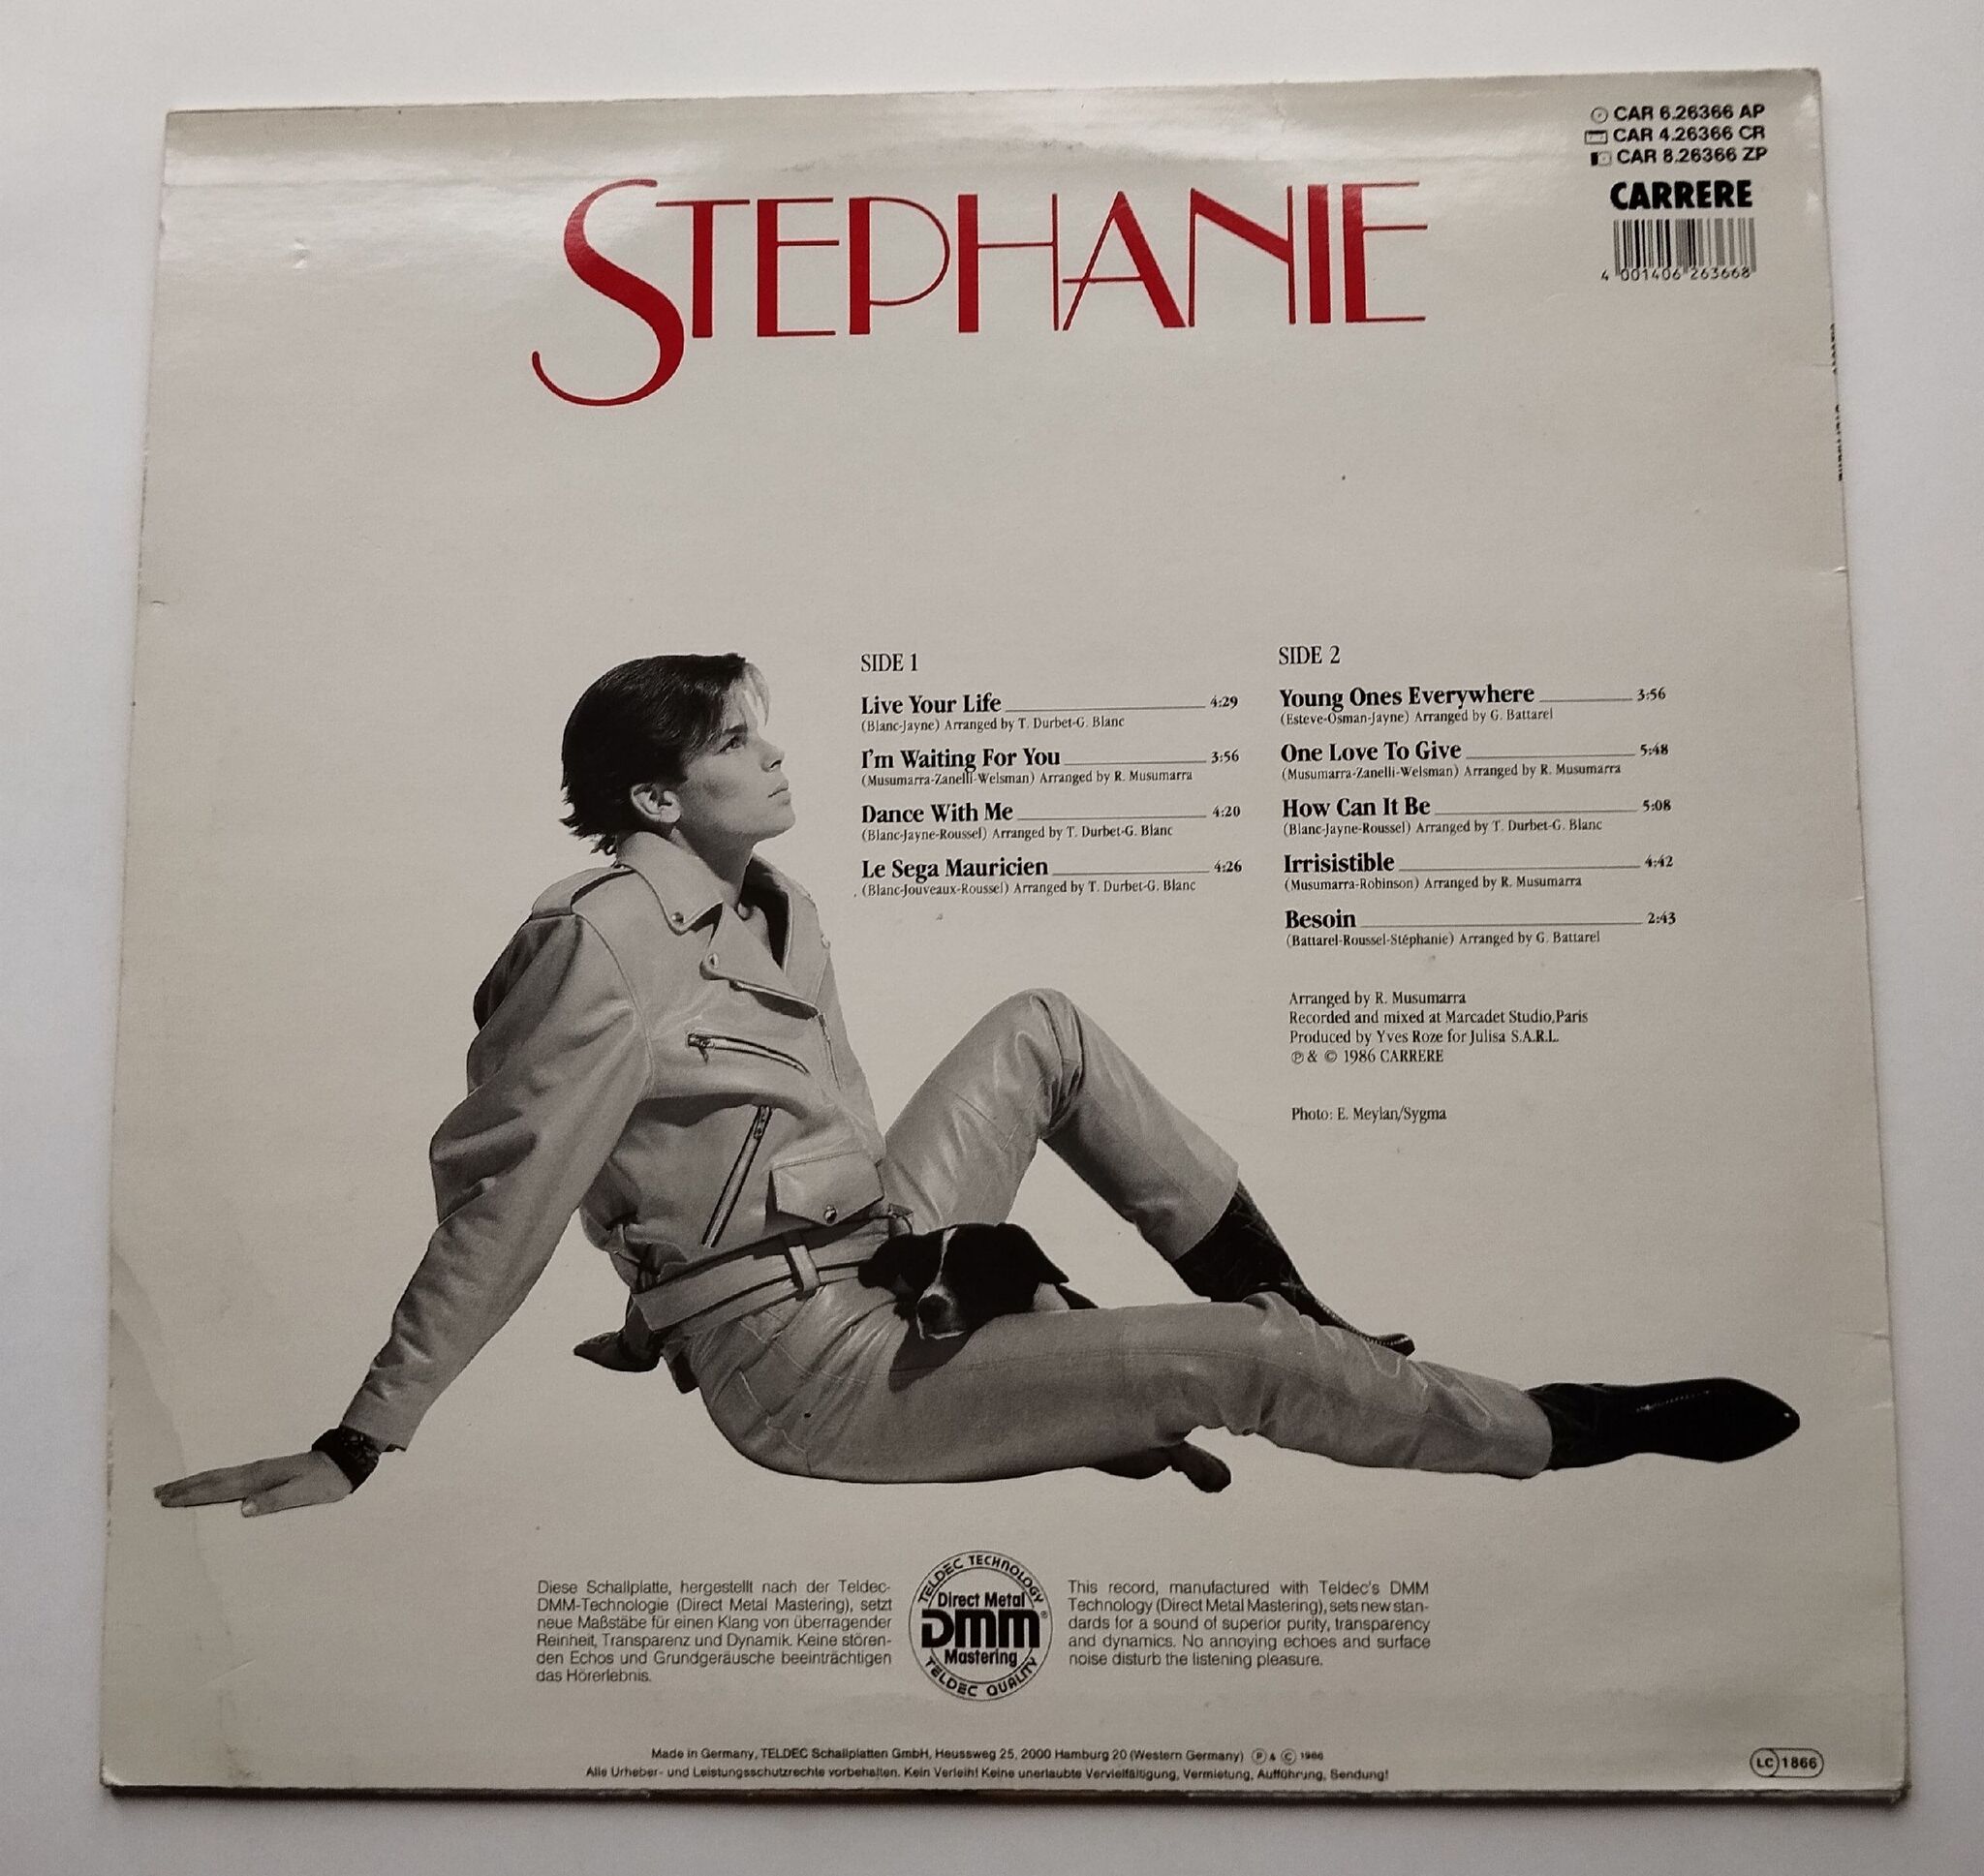 CAR 6.26366 AP
CAR 4.26366 CR
CAR 8.26366 ZP
CARRERE
4 001406 263668
STEPHANIE
SIDE 1
Live Your Life 4:29
(Blanc-Jayne) Arranged by T. Durbet-G. Blanc
I'm Waiting For You 3:56
(Musumarra-Zanelli-Welsman) Arranged by R. Musumarra
Dance With Me 4:20
(Blanc-Jayne-Roussel) Arranged by T. Durbet-G. Blanc
Le Sega Mauricien 4:26
(Blanc-Jouveaux-Roussel) Arranged by T. Durbet-G. Blanc
SIDE 2
Young Ones Everywhere 3:56
(Esteve-Osman-Jayne) Arranged by G. Battarel
One Love To Give 5:48
(Musumarra-Zanelli-Welsman) Arranged by R. Musumarra
How Can It Be 5:08
(Blanc-Jayne-Roussel) Arranged by T. Durbet-G. Blanc
Irrisistible 4:42
(Musumarra-Robinson) Arranged by R. Musumarra
Besoin 2:43
(Battarel-Roussel-Stéphanie) Arranged by G. Battarel
Arranged by R. Musumarra
Recorded and mixed at Marcadet Studio, Paris
Produced by Yves Roze for Julisa S.A.R.L.
℗ & © 1986 CARRERE
Photo: E. Meylan/Sygma
Diese Schallplatte, hergestellt nach der Teldec-
DMM-Technologie (Direct Metal Mastering), setzt
neue Maßstäbe für einen Klang von überragender
Reinheit, Transparenz und Dynamik. Keine stören-
den Echos und Grundgeräusche beeinträchtigen
das Hörerlebnis.
TELDEC TECHNOLOGY
Direct Metal
DMM®
Mastering
TELDEC QUALITY
This record, manufactured with Teldec's DMM
Technology (Direct Metal Mastering), sets new stan-
dards for a sound of superior purity, transparency
and dynamics. No annoying echoes and surface
noise disturb the listening pleasure.
Made in Germany, TELDEC Schallplatten GmbH, Heussweg 25, 2000 Hamburg 20 (Western Germany) ℗ & © 1986
Alle Urheber- und Leistungsschutzrechte vorbehalten. Kein Verleih! Keine unerlaubte Vervielfältigung, Vermietung, Aufführung, Sendung!
LC 1866